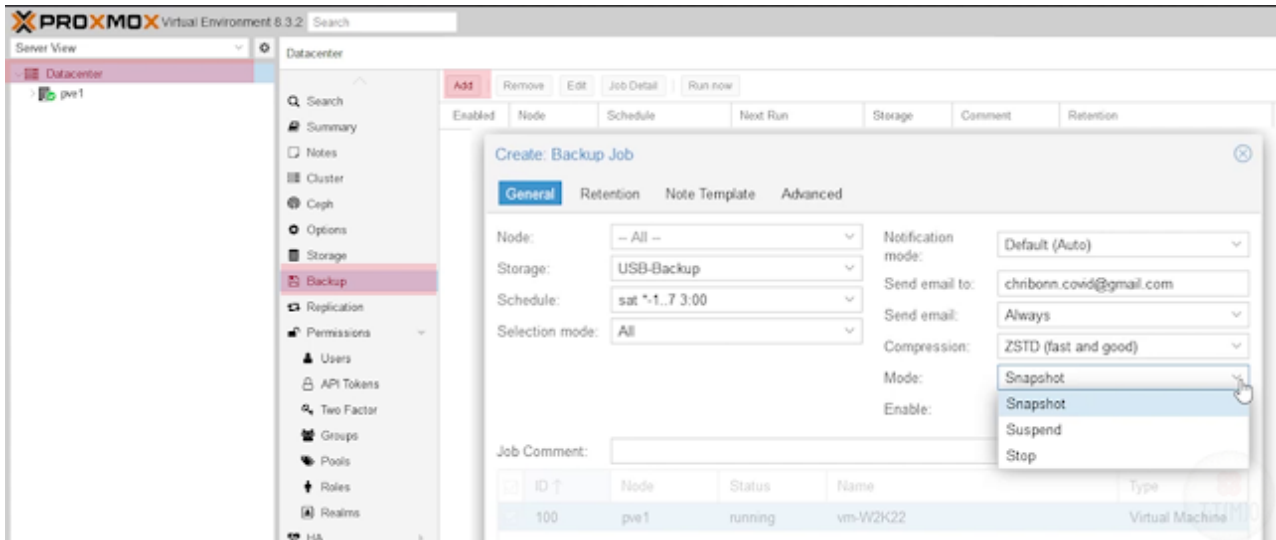 PROXMOX Virtual Environment 8.3.2 Search
Server View
Datacenter
Datacenter
pve1
Search
Summary
Notes
Cluster
Ceph
Options
Storage
Backup
Replication
Permissions
Users
API Tokens
Two Factor
Groups
Pools
Roles
Realms
HA
Add Remove Edit Job Detail Run now
Enabled Node Schedule Next Run Storage Comment Retention
Create: Backup Job
General Retention Note Template Advanced
Node: -- All --
Storage: USB-Backup
Schedule: sat *-1..7 3:00
Selection mode: All
Notification mode: Default (Auto)
Send email to: chribonn.covid@gmail.com
Send email: Always
Compression: ZSTD (fast and good)
Mode: Snapshot
Enable:
Snapshot
Suspend
Stop
Job Comment:
ID Node Status Name Type
100 pve1 running vm-W2K22 Virtual Machine